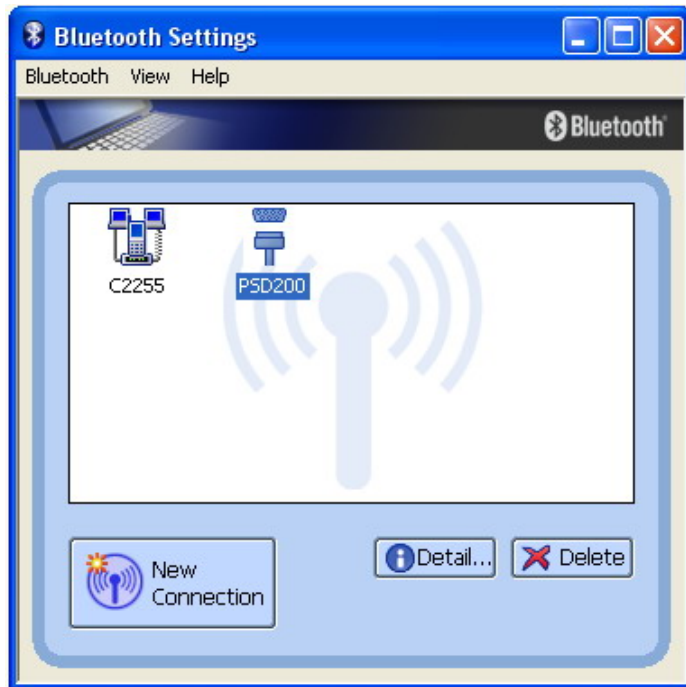 Bluetooth Settings
Bluetooth View Help
Bluetooth
C2255 PSD200
New
Connection
Detail...
Delete